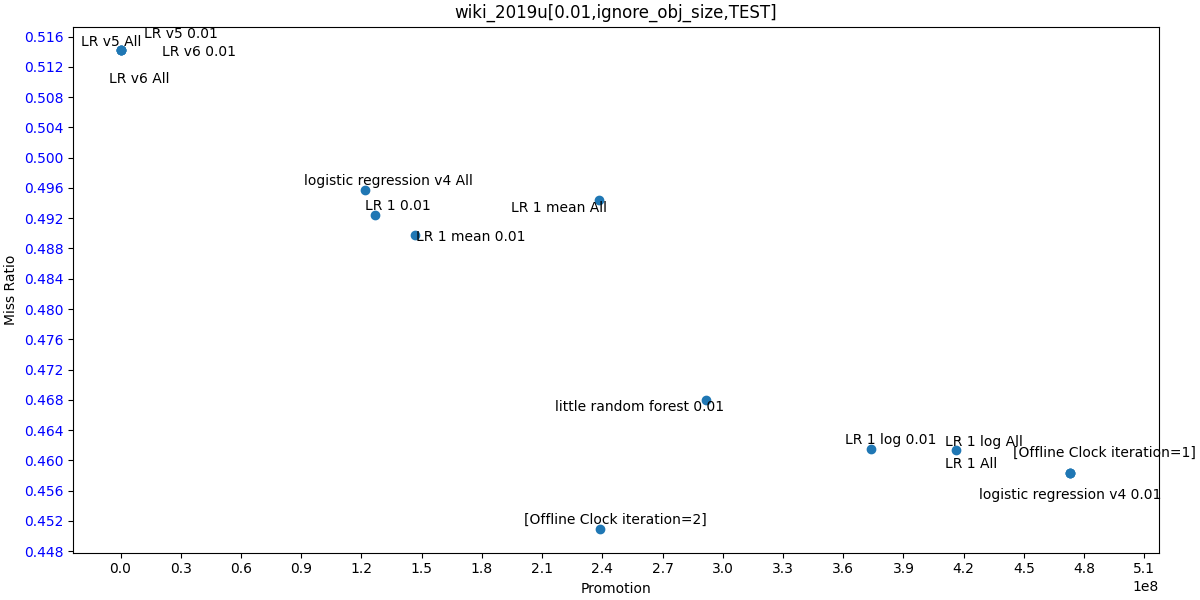 wiki_2019u[0.01,ignore_obj_size,TEST]
Miss Ratio
0.516
0.512
0.508
0.504
0.500
0.496
0.492
0.488
0.484
0.480
0.476
0.472
0.468
0.464
0.460
0.456
0.452
0.448
LR v5 All
LR v5 0.01
LR v6 0.01
LR v6 All
logistic regression v4 All
LR 1 0.01
LR 1 mean All
LR 1 mean 0.01
little random forest 0.01
LR 1 log 0.01
LR 1 log All
[Offline Clock iteration=1]
LR 1 All
logistic regression v4 0.01
[Offline Clock iteration=2]
0.0 0.3 0.6 0.9 1.2 1.5 1.8 2.1 2.4 2.7 3.0 3.3 3.6 3.9 4.2 4.5 4.8 5.1
1e8
Promotion